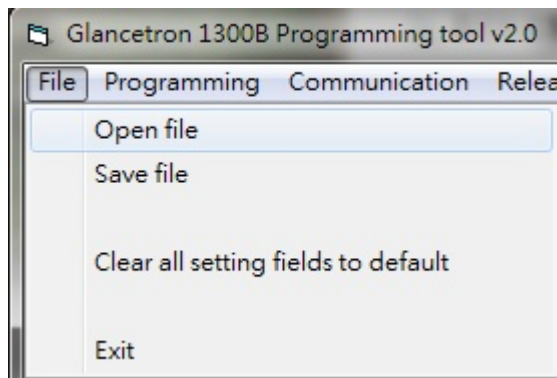 Glancetron 1300B Programming tool v2.0
File Programming Communication Relea
Open file
Save file
Clear all setting fields to default
Exit